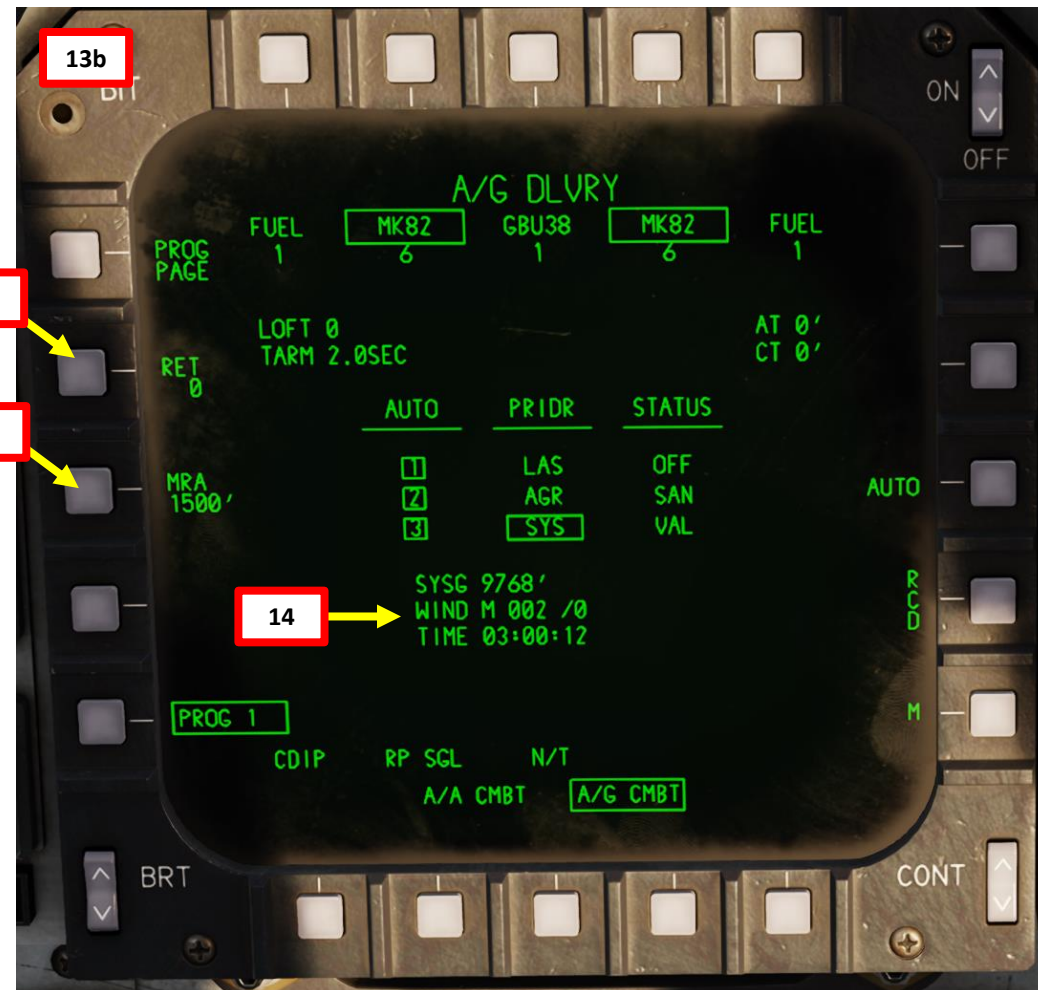 13b
BIT
ON
OFF
A/G DLVRY
FUEL MK82 GBU38 MK82 FUEL
1 6 1 6 1
PROG
PAGE
LOFT 0 AT 0'
TARM 2.0SEC CT 0'
RET
0
AUTO PRIDR STATUS
1 LAS OFF
2 AGR SAN
3 SYS VAL
MRA
1500'
AUTO
SYSG 9768'
WIND M 002 /0
TIME 03:00:12
14
RCD
PROG 1
M
CDIP RP SGL N/T
A/A CMBT A/G CMBT
BRT
CONT